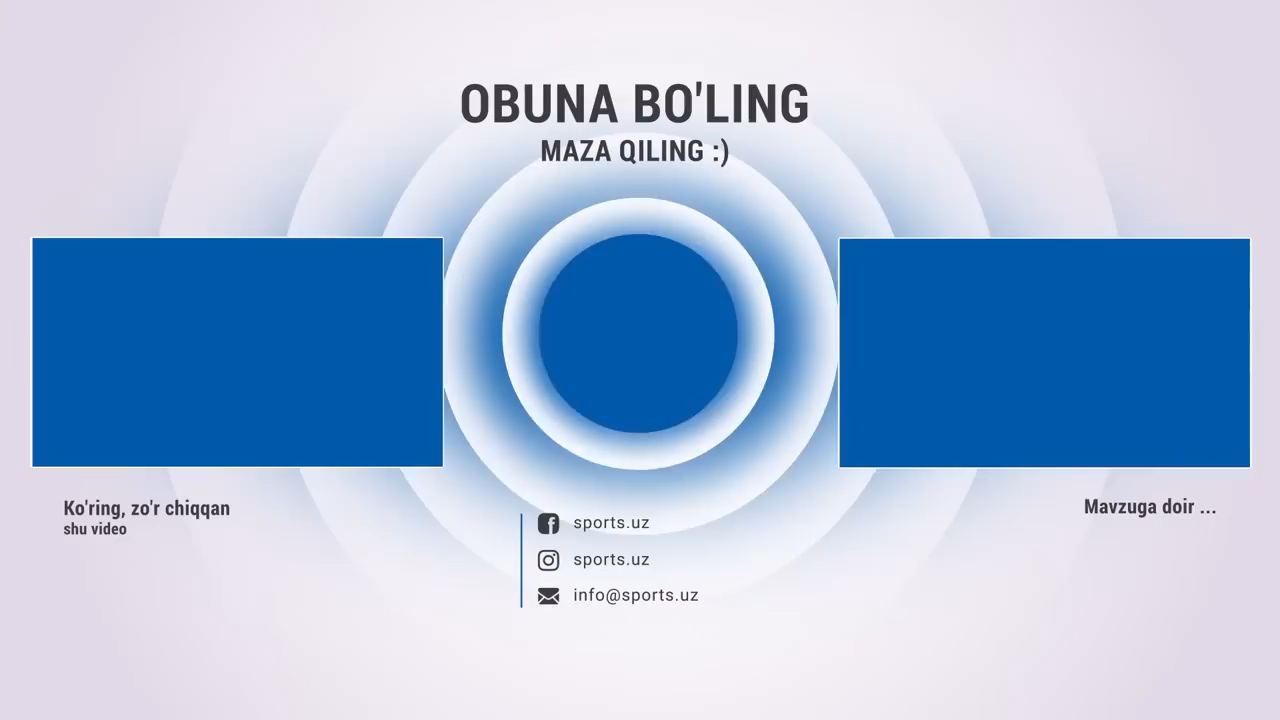 OBUNA BO'LING
MAZA QILING :)
Ko'ring, zo'r chiqqan
shu video
Mavzuga doir ...
sports.uz
sports.uz
info@sports.uz